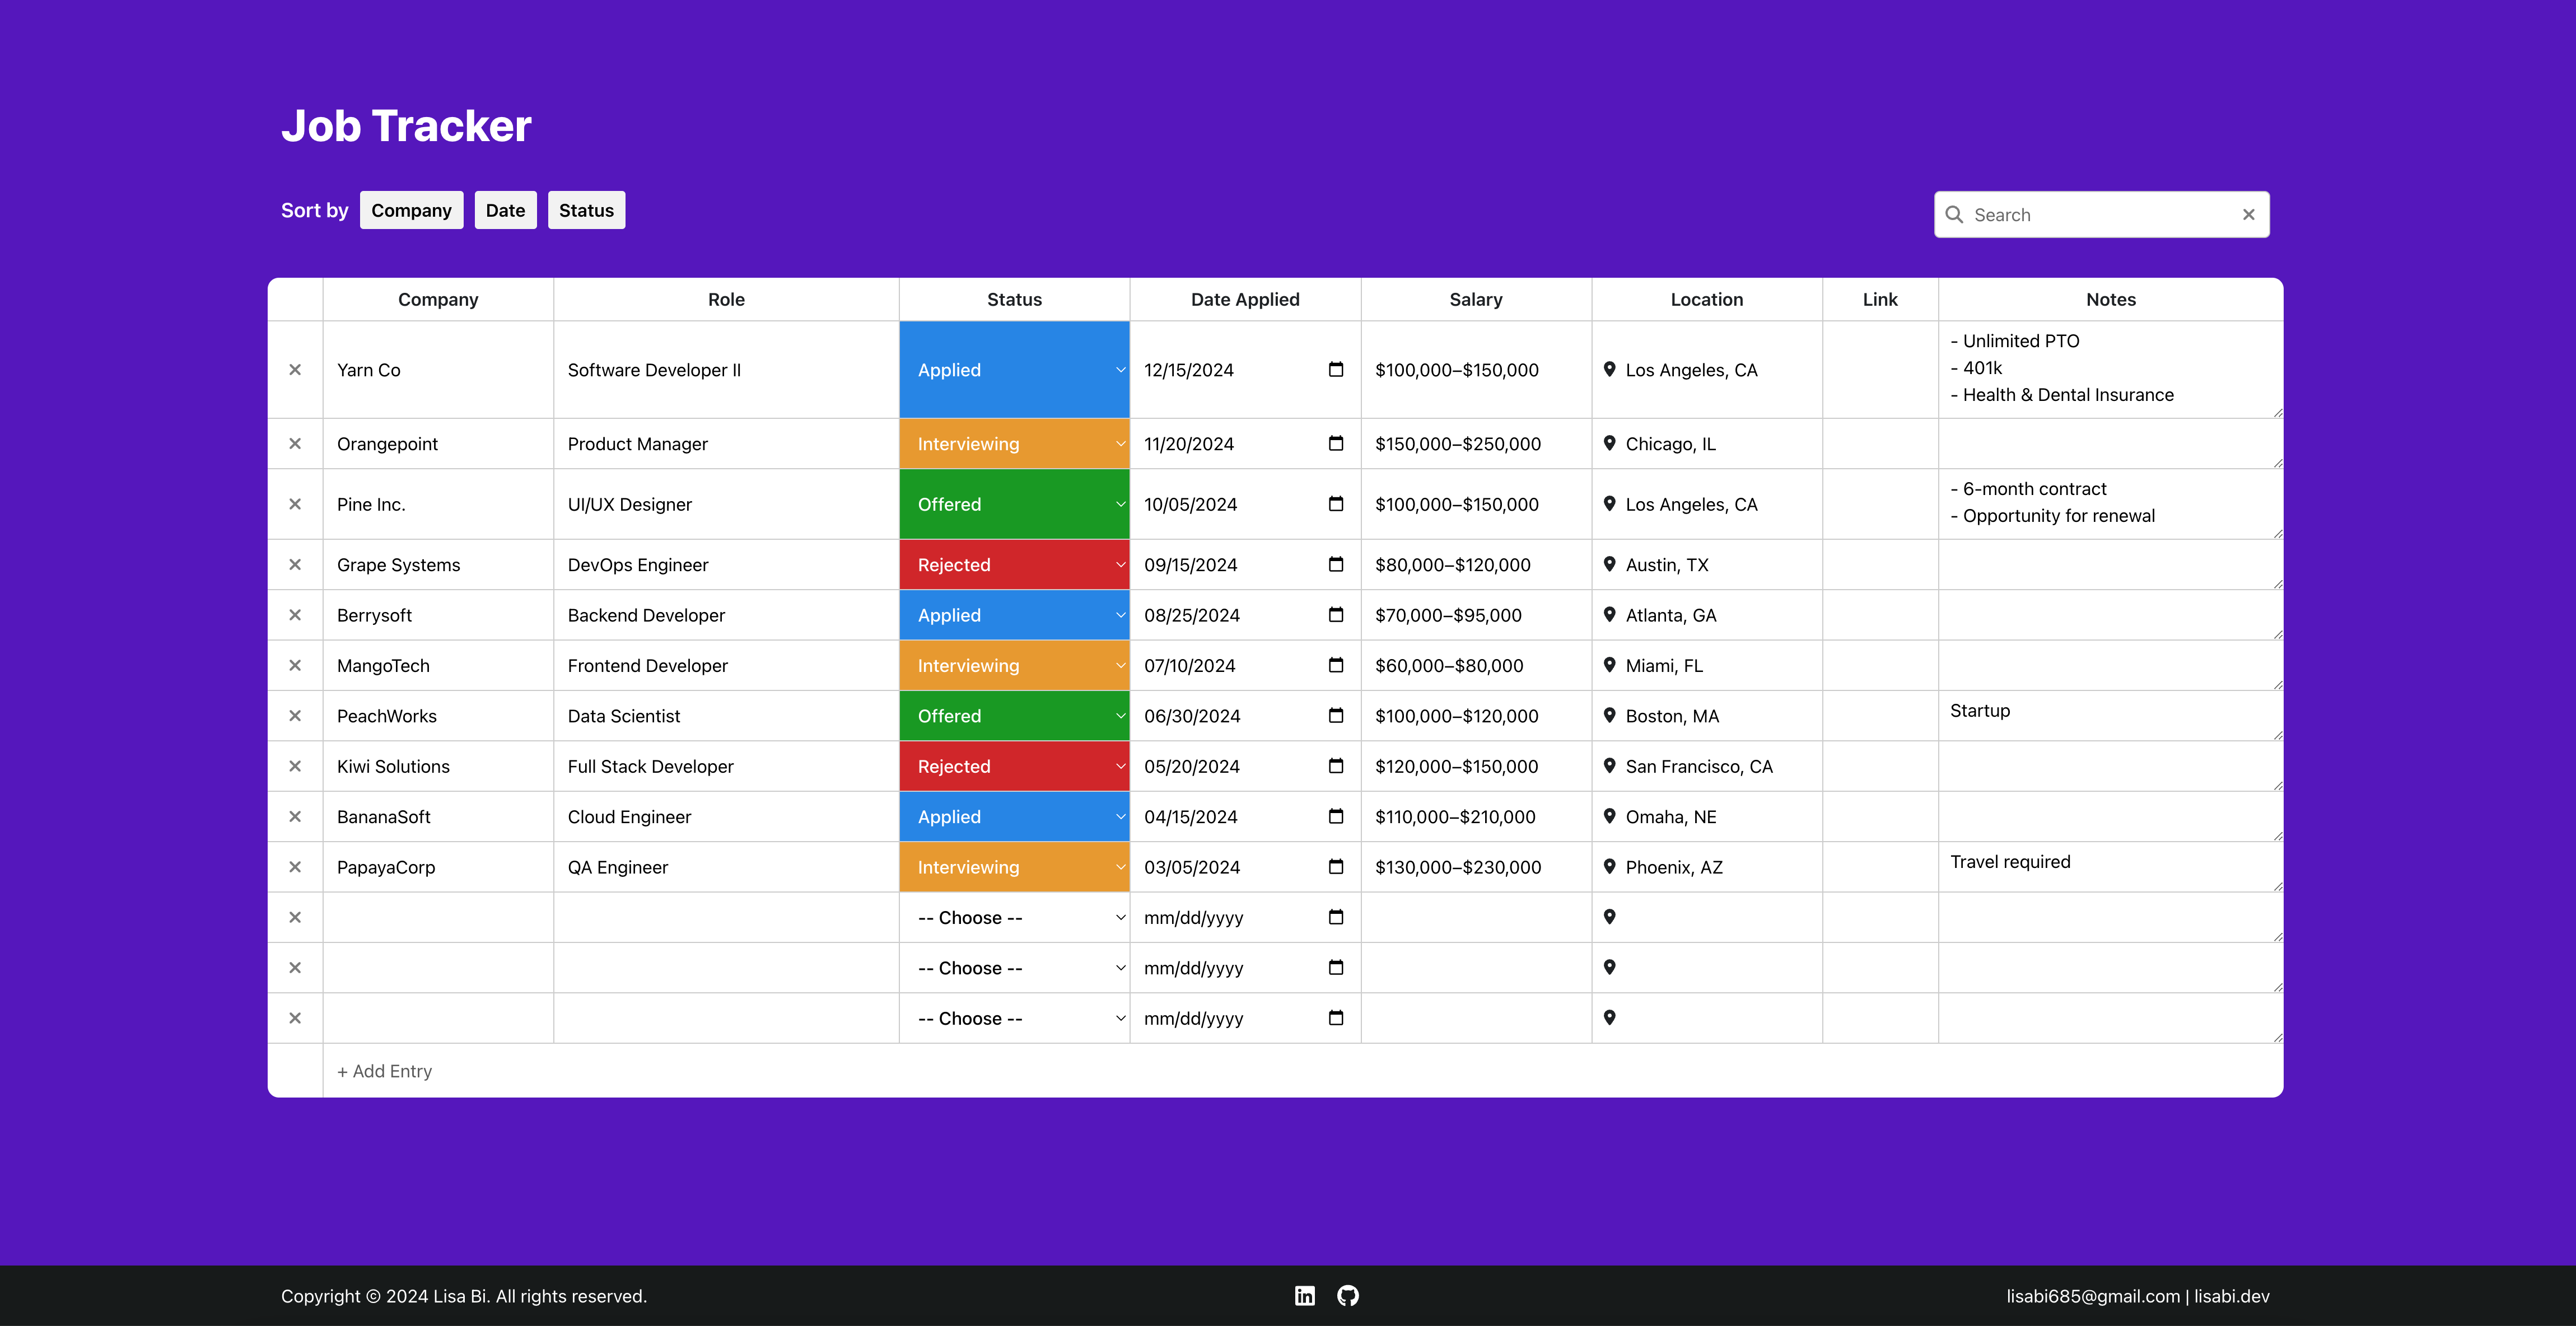 Job Tracker
Sort by Company Date Status
Search
Company Role Status Date Applied Salary Location Link Notes
Yarn Co Software Developer II Applied 12/15/2024 $100,000–$150,000 Los Angeles, CA
- Unlimited PTO
- 401k
- Health & Dental Insurance
Orangepoint Product Manager Interviewing 11/20/2024 $150,000–$250,000 Chicago, IL
Pine Inc. UI/UX Designer Offered 10/05/2024 $100,000–$150,000 Los Angeles, CA
- 6-month contract
- Opportunity for renewal
Grape Systems DevOps Engineer Rejected 09/15/2024 $80,000–$120,000 Austin, TX
Berrysoft Backend Developer Applied 08/25/2024 $70,000–$95,000 Atlanta, GA
MangoTech Frontend Developer Interviewing 07/10/2024 $60,000–$80,000 Miami, FL
PeachWorks Data Scientist Offered 06/30/2024 $100,000–$120,000 Boston, MA Startup
Kiwi Solutions Full Stack Developer Rejected 05/20/2024 $120,000–$150,000 San Francisco, CA
BananaSoft Cloud Engineer Applied 04/15/2024 $110,000–$210,000 Omaha, NE
PapayaCorp QA Engineer Interviewing 03/05/2024 $130,000–$230,000 Phoenix, AZ Travel required
-- Choose -- mm/dd/yyyy
-- Choose -- mm/dd/yyyy
-- Choose -- mm/dd/yyyy
+ Add Entry
Copyright © 2024 Lisa Bi. All rights reserved. in lisabi685@gmail.com | lisabi.dev